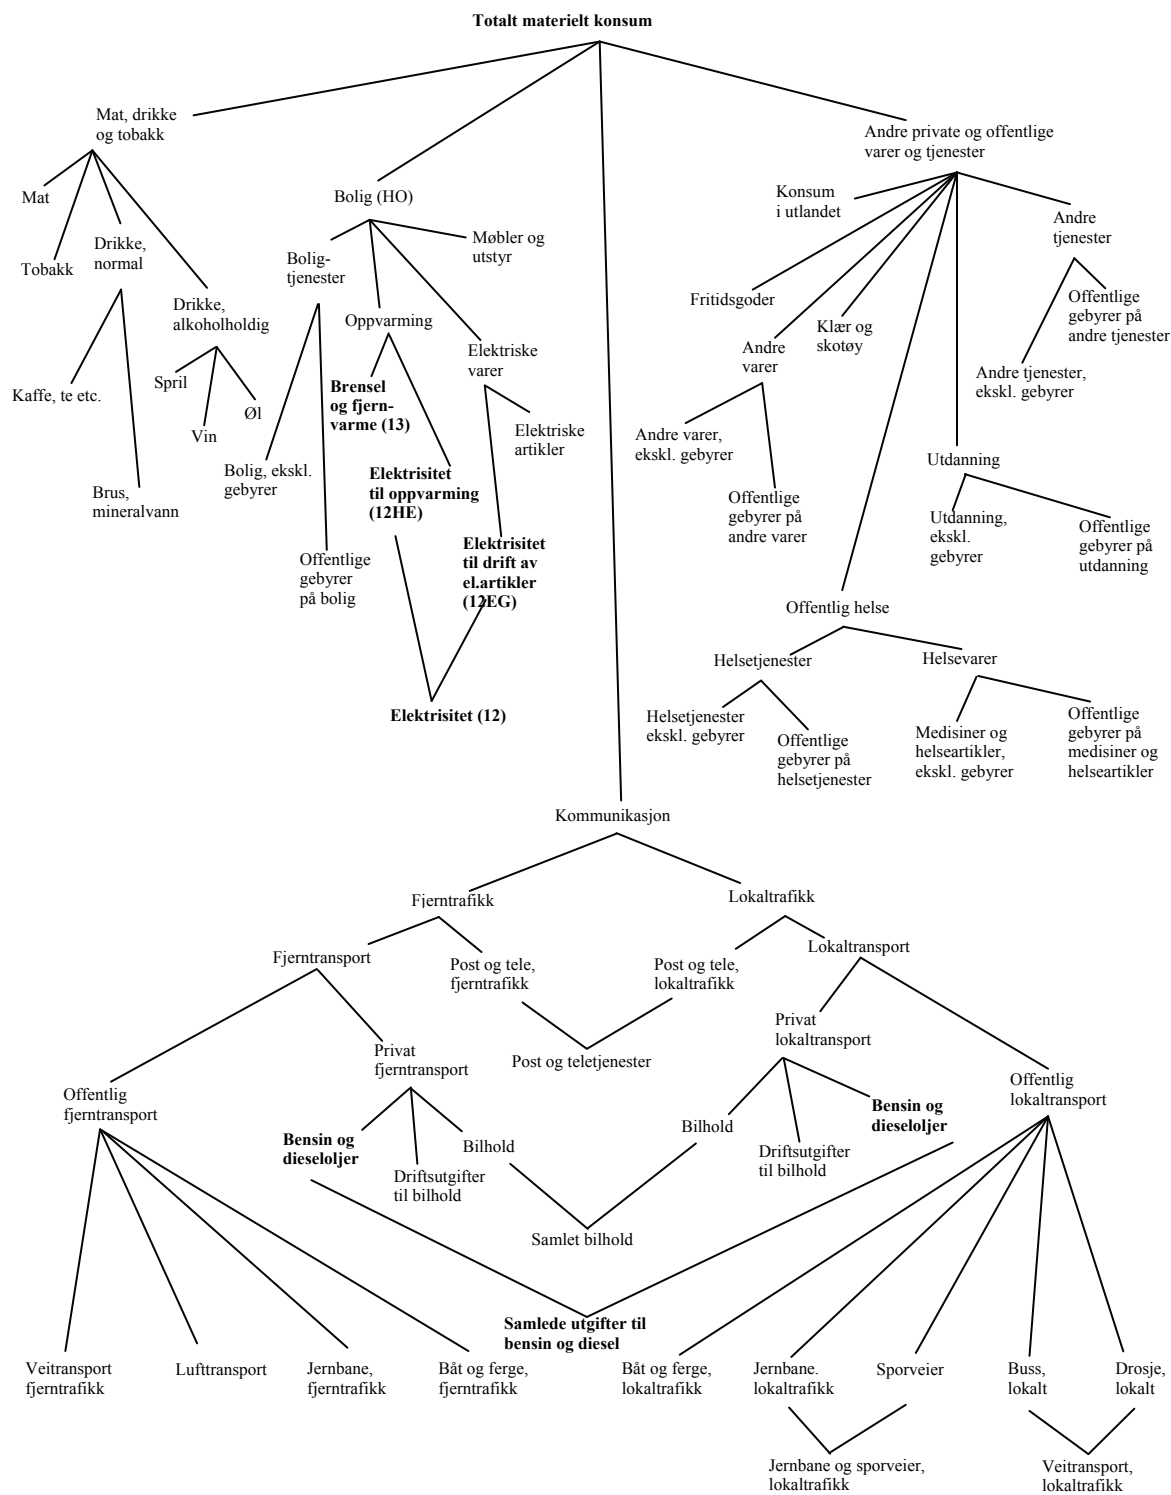 Totalt materielt konsum
Mat, drikke
og tobakk
Andre private og offentlige
varer og tjenester
Mat
Tobakk
Drikke,
normal
Drikke,
alkoholholdig
Kaffe, te etc.
Brus,
mineralvann
Spril
Vin
Øl
Bolig (HO)
Bolig-
tjenester
Oppvarming
Møbler og
utstyr
Elektriske
varer
Brensel
og fjern-
varme (13)
Elektriske
artikler
Bolig, ekskl.
gebyrer
Elektrisitet
til oppvarming
(12HE)
Elektrisitet
til drift av
el.artikler
(12EG)
Offentlige
gebyrer
på bolig
Elektrisitet (12)
Konsum
i utlandet
Andre
tjenester
Fritidsgoder
Klær og
skotøy
Offentlige
gebyrer på
andre tjenester
Andre
varer
Andre tjenester,
ekskl. gebyrer
Andre varer,
ekskl. gebyrer
Offentlige
gebyrer på
andre varer
Utdanning
Utdanning,
ekskl.
gebyrer
Offentlige
gebyrer på
utdanning
Offentlig helse
Helsetjenester
Helsevarer
Helsetjenester
ekskl. gebyrer
Offentlige
gebyrer på
helsetjenester
Medisiner og
helseartikler,
ekskl. gebyrer
Offentlige
gebyrer på
medisiner og
helseartikler
Kommunikasjon
Fjerntrafikk
Lokaltrafikk
Fjerntransport
Post og tele,
fjerntrafikk
Post og tele,
lokaltrafikk
Lokaltransport
Privat
fjerntransport
Post og teletjenester
Privat
lokaltransport
Offentlig
fjerntransport
Offentlig
lokaltransport
Bensin og
dieseloljer
Driftsutgifter
til bilhold
Bilhold
Bilhold
Driftsutgifter
til bilhold
Bensin og
dieseloljer
Samlet bilhold
Samlede utgifter til
bensin og diesel
Veitransport
fjerntrafikk
Lufttransport
Jernbane,
fjerntrafikk
Båt og ferge,
fjerntrafikk
Båt og ferge,
lokaltrafikk
Jernbane.
lokaltrafikk
Sporveier
Buss,
lokalt
Drosje,
lokalt
Jernbane og sporveier,
lokaltrafikk
Veitransport,
lokaltrafikk